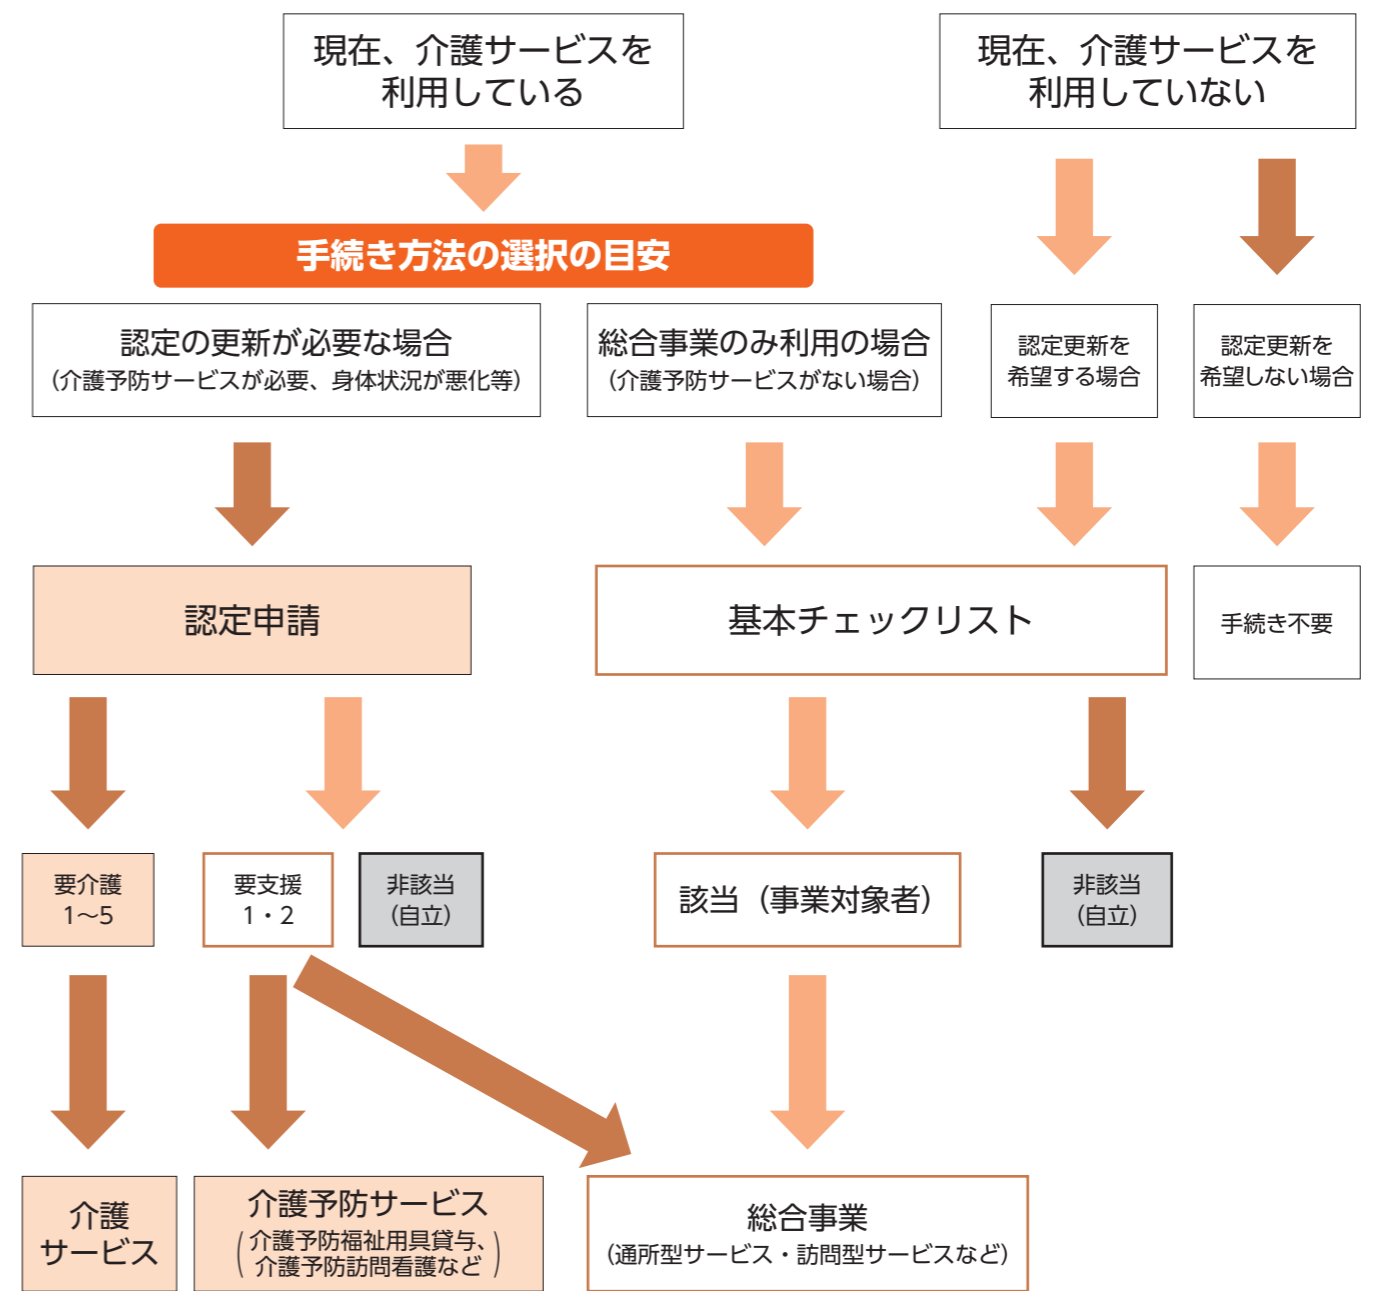 現在、介護サービスを
利用している
現在、介護サービスを
利用していない
手続き方法の選択の目安
認定の更新が必要な場合
（介護予防サービスが必要、身体状況が悪化等）
総合事業のみ利用の場合
（介護予防サービスがない場合）
認定更新を
希望する場合
認定更新を
希望しない場合
認定申請
基本チェックリスト
手続き不要
要介護
1～5
要支援
1・2
非該当
（自立）
該当（事業対象者）
非該当
（自立）
介護
サービス
介護予防サービス
（介護予防福祉用具貸与、
介護予防訪問看護など）
総合事業
（通所型サービス・訪問型サービスなど）